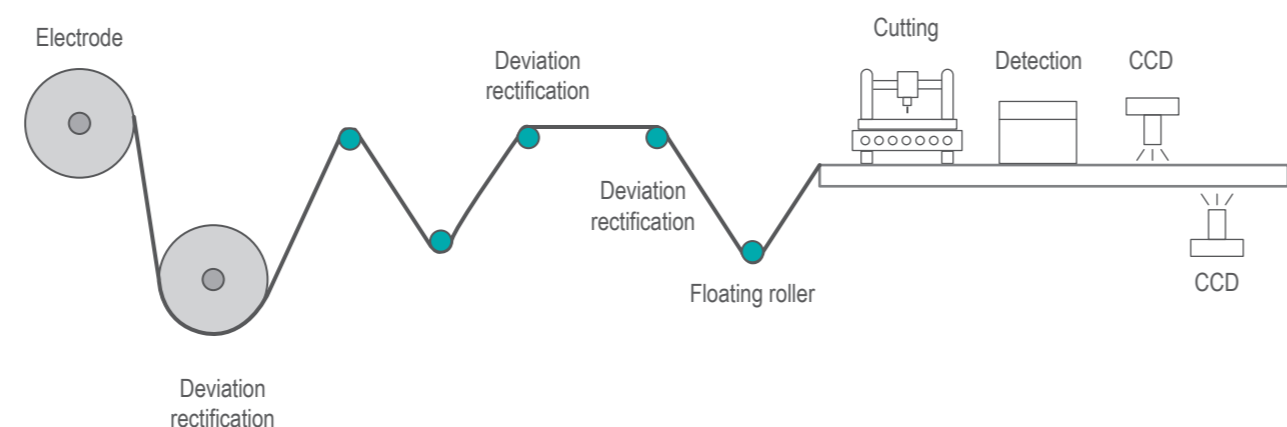 Electrode
Deviation
rectification
Deviation
rectification
Deviation
rectification
Floating roller
Cutting
Detection
CCD
CCD